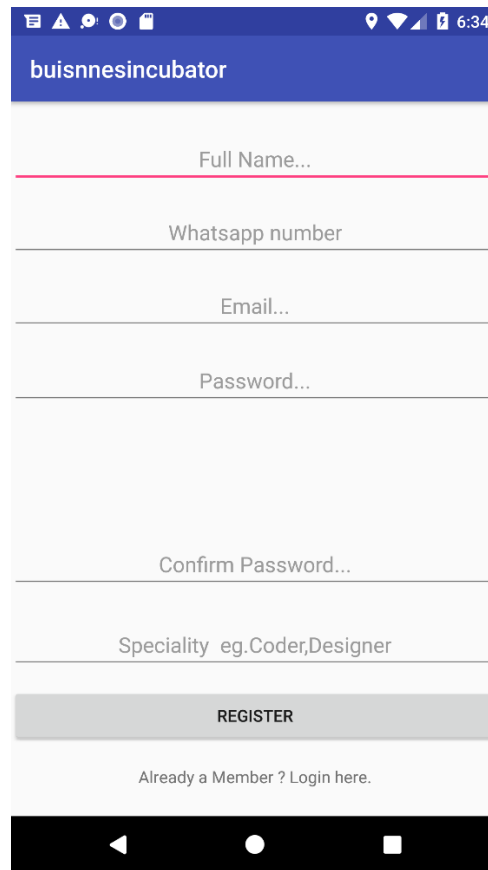 6:34
buisnnesincubator
Full Name...
Whatsapp number
Email...
Password...
Confirm Password...
Speciality  eg.Coder,Designer
REGISTER
Already a Member ? Login here.